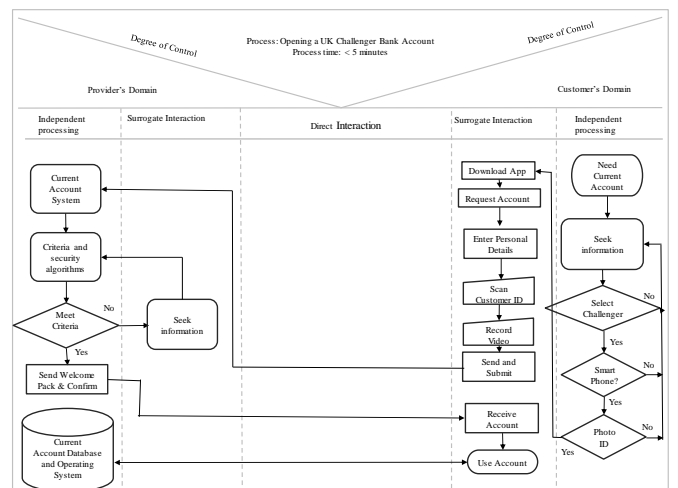 Degree of Control
Process: Opening a UK Challenger Bank Account
Process time: < 5 minutes
Degree of Control
Provider's Domain
Customer's Domain
Independent
processing
Surrogate Interaction
Direct Interaction
Surrogate Interaction
Independent
processing
Current
Account
System
Criteria and
security
algorithms
Meet
Criteria
No
Yes
Seek
information
Send Welcome
Pack & Confirm
Current
Account Database
and Operating
System
Download App
Request Account
Enter Personal
Details
Scan
Customer ID
Record
Video
Send and
Submit
Receive
Account
Use Account
Need
Current
Account
Seek
information
Select
Challenger
No
Yes
Smart
Phone?
No
Yes
Photo
ID
No
Yes